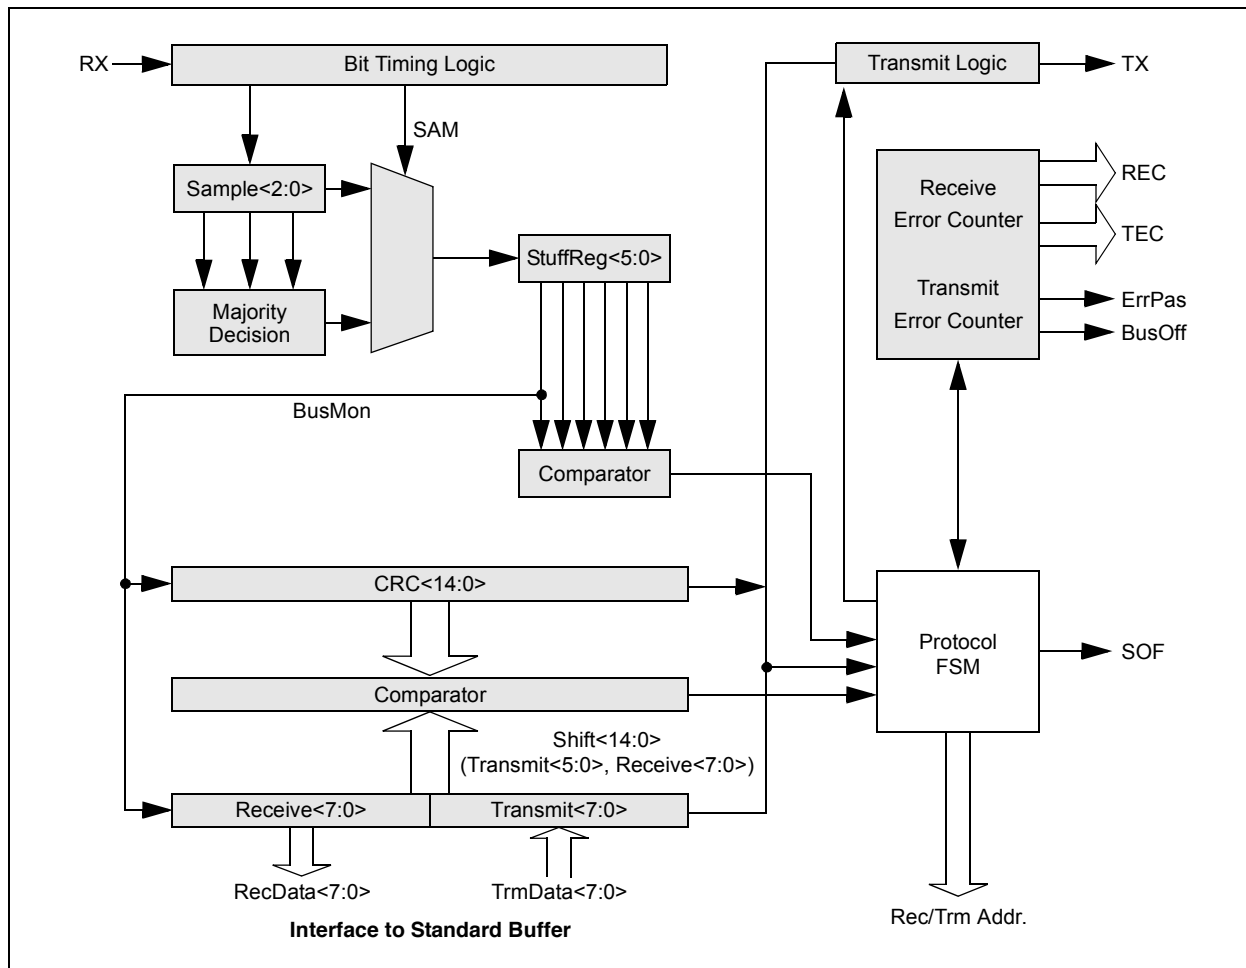 RX
Bit Timing Logic
Transmit Logic
TX
SAM
Sample<2:0>
Receive
Error Counter
REC
TEC
StuffReg<5:0>
Majority
Decision
Transmit
Error Counter
ErrPas
BusOff
BusMon
Comparator
CRC<14:0>
Protocol
FSM
SOF
Comparator
Shift<14:0>
(Transmit<5:0>, Receive<7:0>)
Receive<7:0>
Transmit<7:0>
RecData<7:0>
TrmData<7:0>
Rec/Trm Addr.
Interface to Standard Buffer